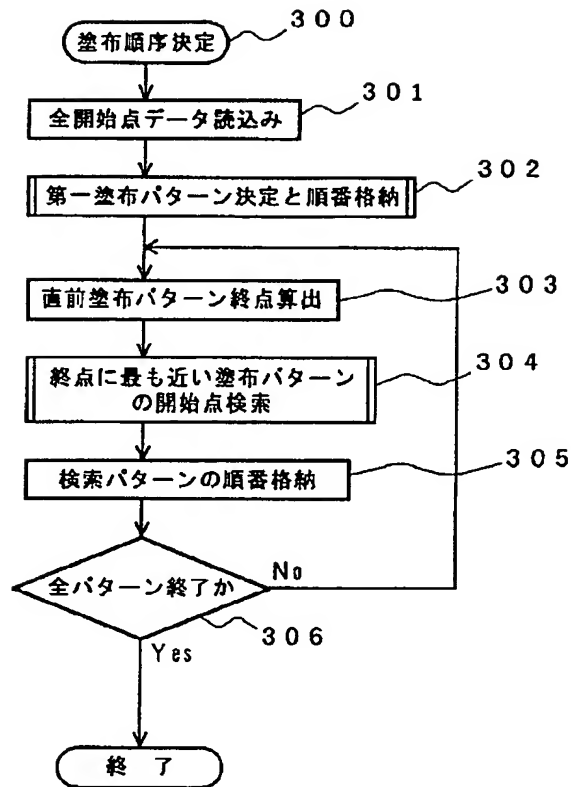 塗布順序決定
300
全開始点データ読込み
301
第一塗布パターン決定と順番格納
302
直前塗布パターン終点算出
303
終点に最も近い塗布パターン
の開始点検索
304
検索パターンの順番格納
305
全パターン終了か
No
306
Yes
終 了